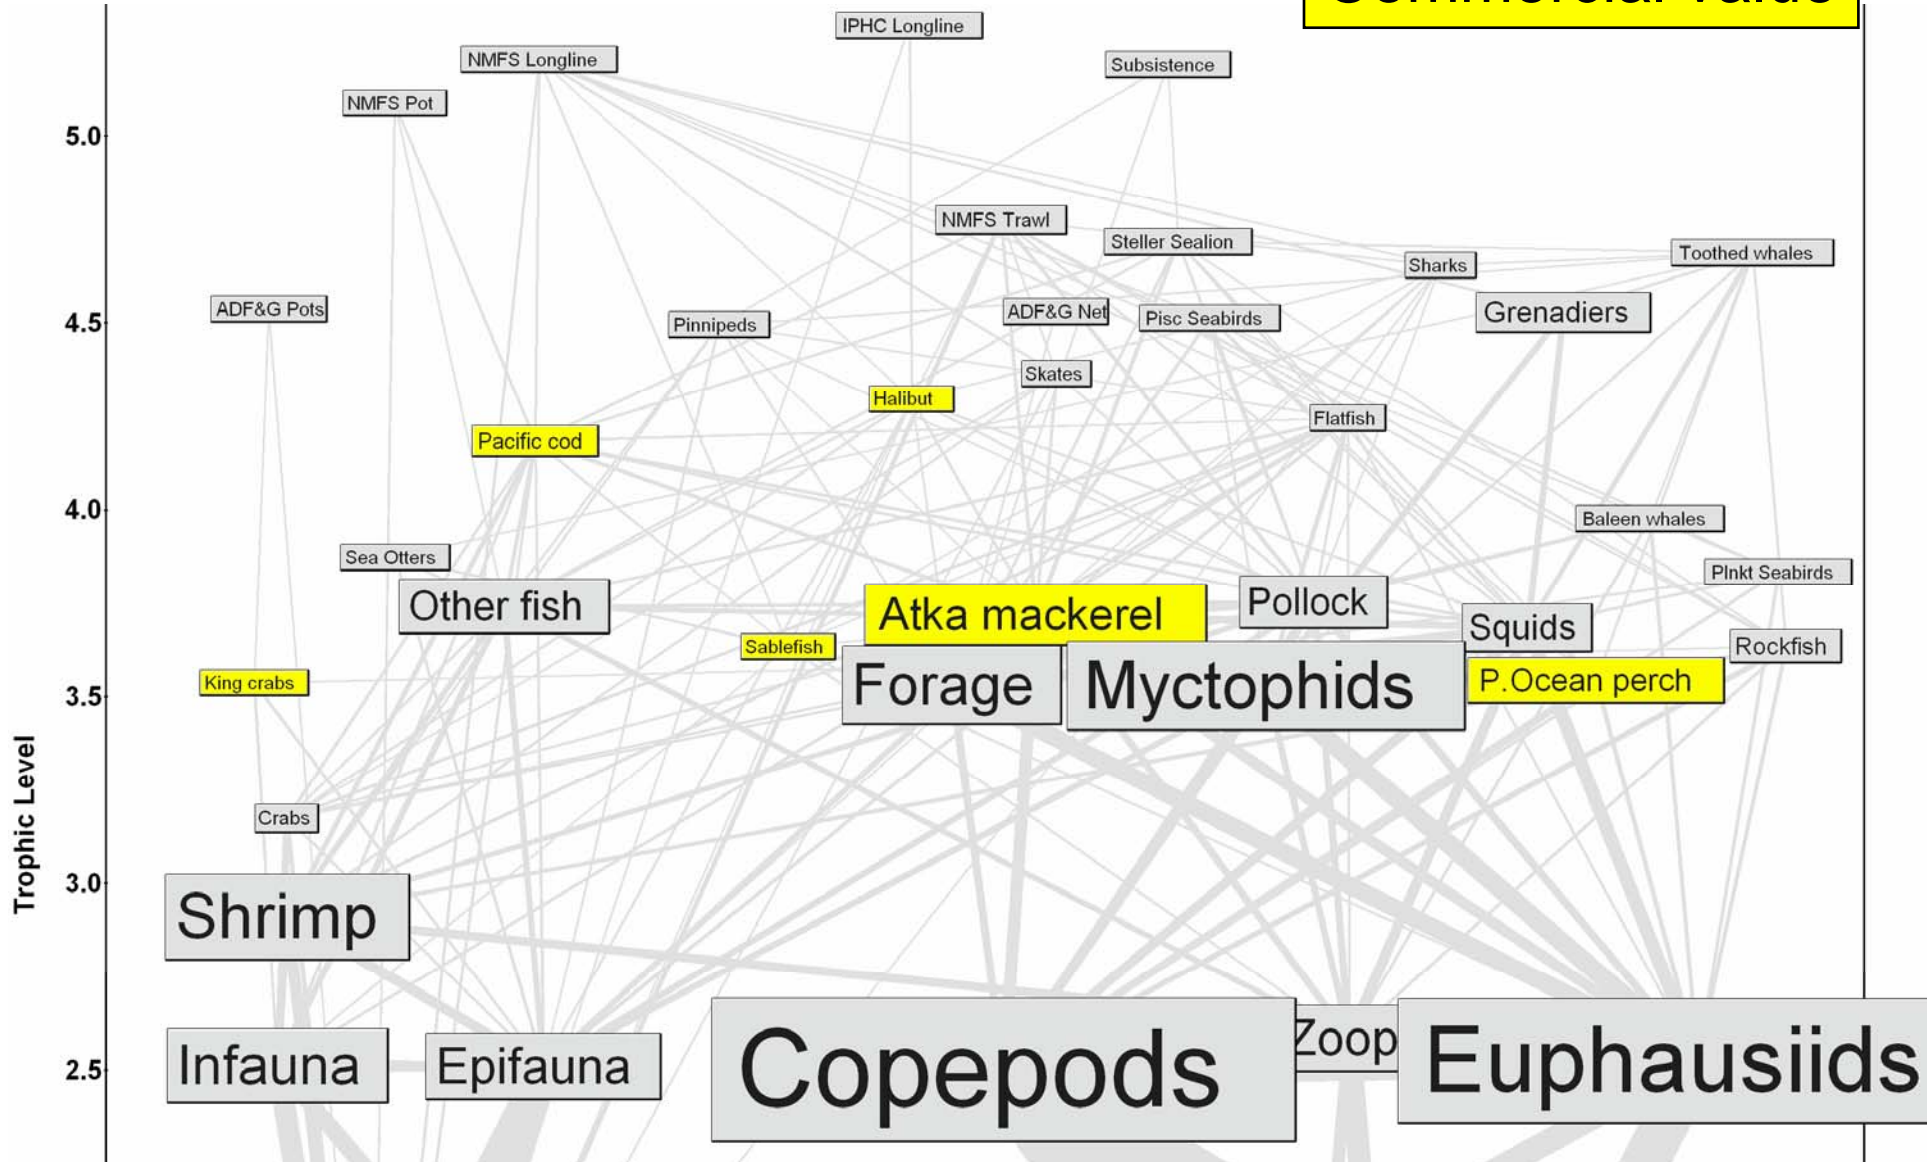 Commercial Value
IPHC Longline
NMFS Longline
Subsistence
NMFS Pot
5.0
NMFS Trawl
Steller Sealion
Toothed whales
Sharks
ADF&G Pots
4.5
Pinnipeds
ADF&G Net
Pisc Seabirds
Grenadiers
Skates
Halibut
Flatfish
Pacific cod
4.0
Baleen whales
Sea Otters
Plnkt Seabirds
Other fish
Atka mackerel
Pollock
Squids
Sablefish
Rockfish
King crabs
3.5
Forage
Myctophids
P.Ocean perch
Trophic Level
Crabs
3.0
Shrimp
2.5
Infauna
Epifauna
Copepods
Zoop
Euphausiids